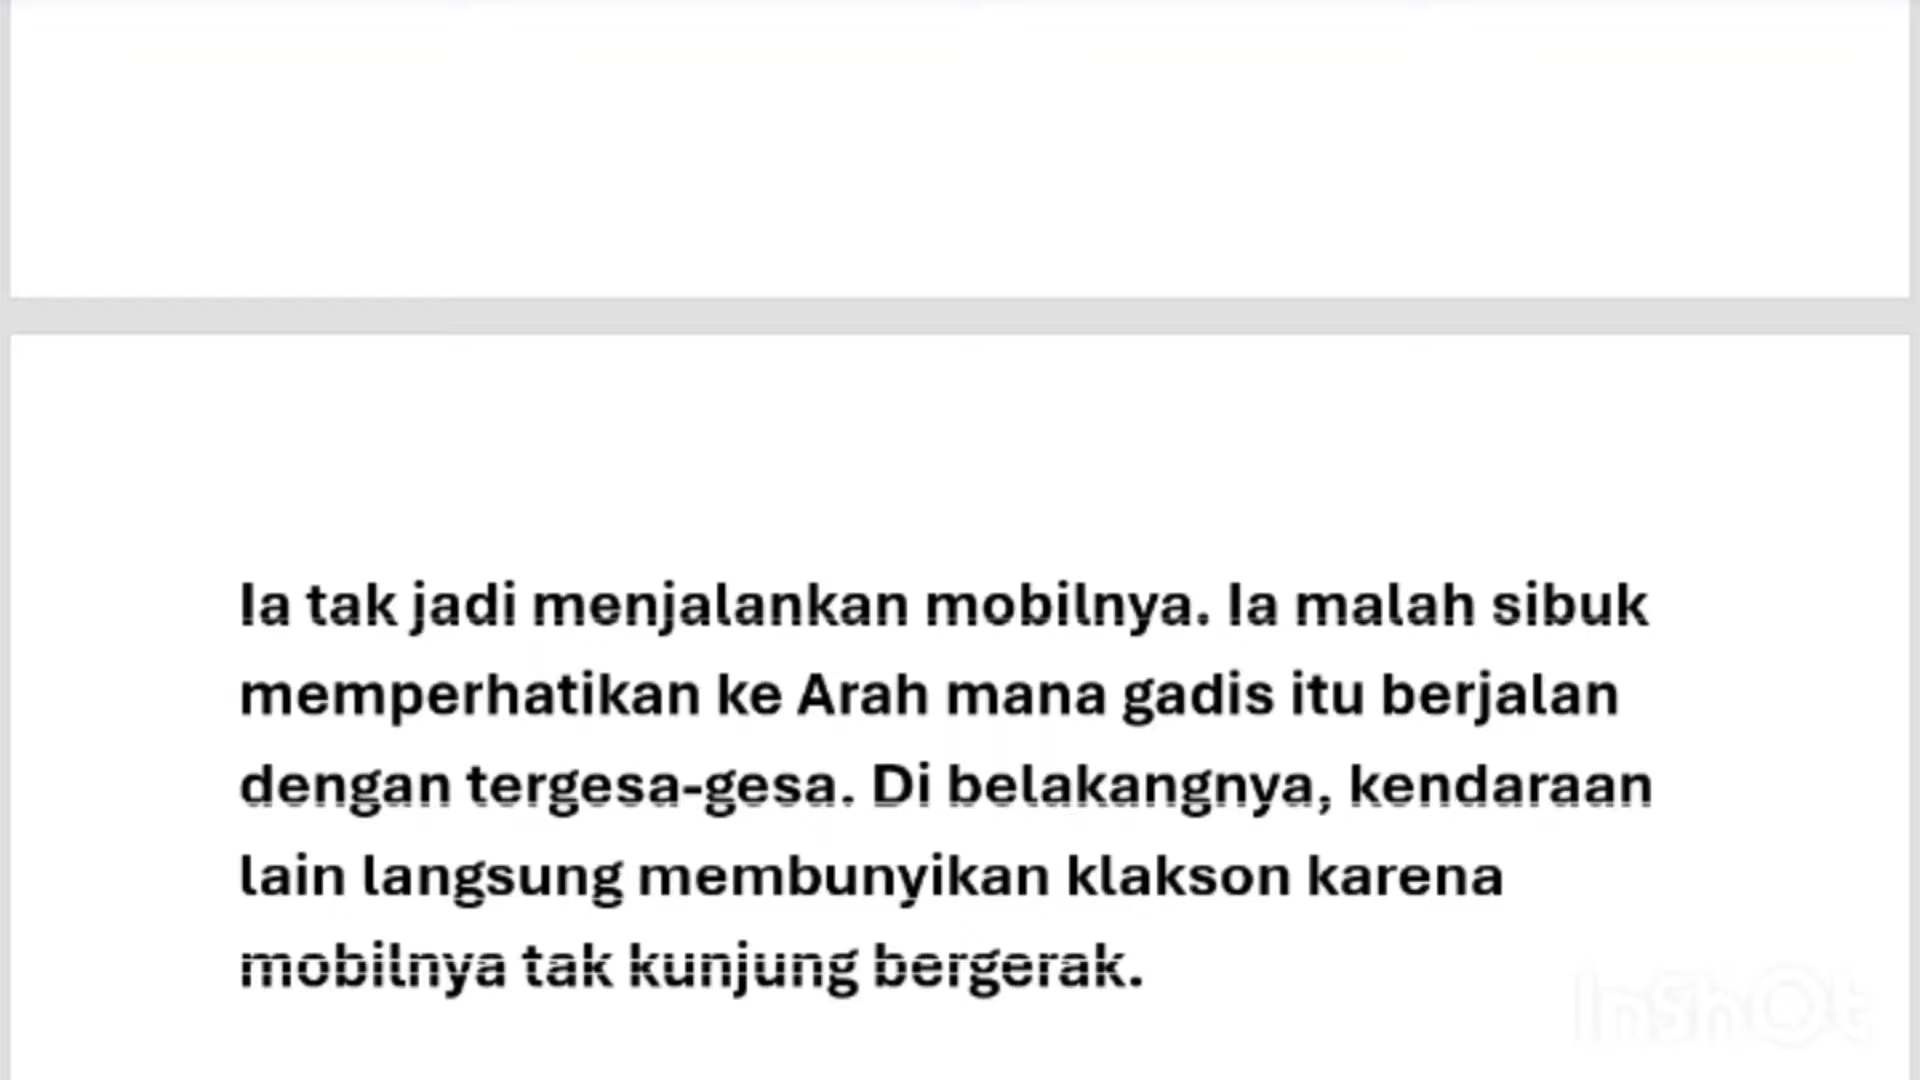 Ia tak jadi menjalankan mobilnya. Ia malah sibuk
memperhatikan ke Arah mana gadis itu berjalan
dengan tergesa-gesa. Di belakangnya, kendaraan
lain langsung membunyikan klakson karena
mobilnya tak kunjung bergerak.
InShOt